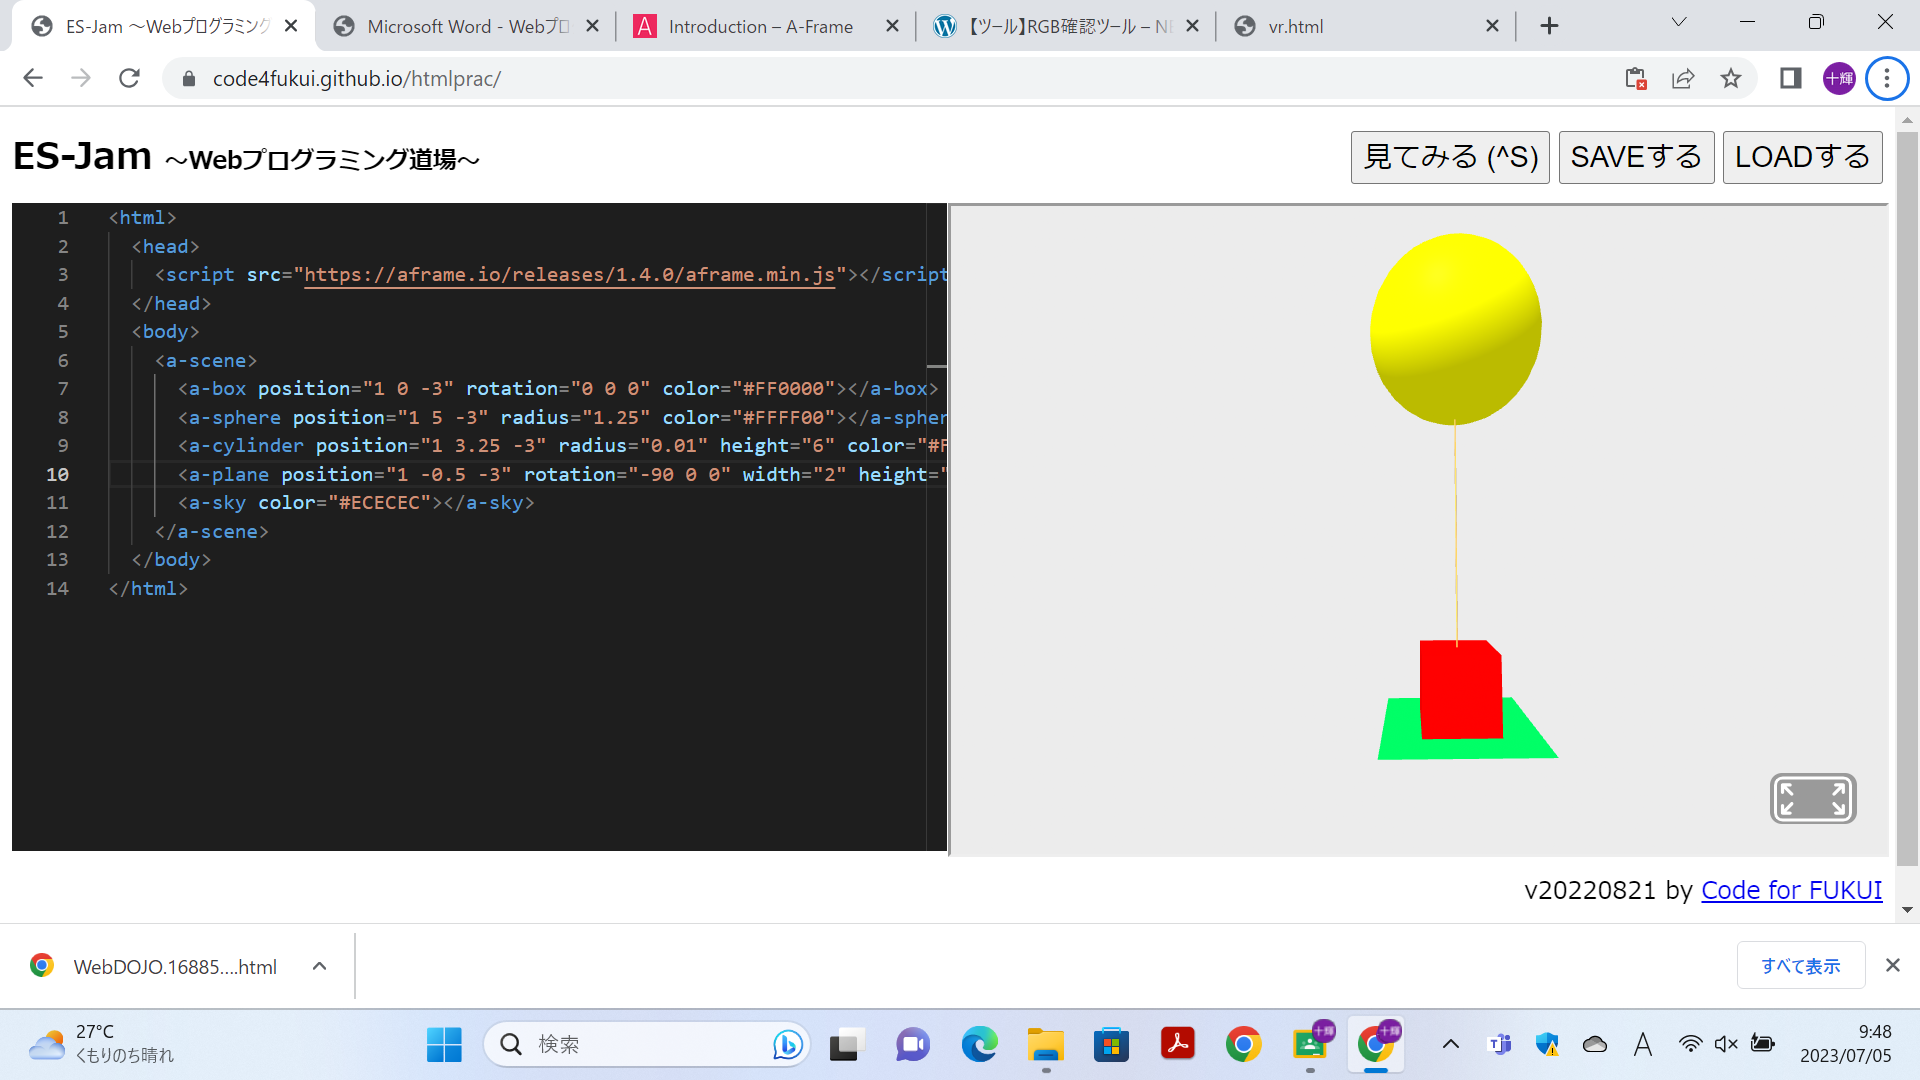 ES-Jam ～Webプログラミング
Microsoft Word - Webプロ
Introduction – A-Frame
【ツール】RGB確認ツール – NE
vr.html
code4fukui.github.io/htmlprac/
十輝
ES-Jam ～Webプログラミング道場～
見てみる (^S)
SAVEする
LOADする
1 <html>
2 <head>
3 <script src="https://aframe.io/releases/1.4.0/aframe.min.js"></script
4 </head>
5 <body>
6 <a-scene>
7 <a-box position="1 0 -3" rotation="0 0 0" color="#FF0000"></a-box>
8 <a-sphere position="1 5 -3" radius="1.25" color="#FFFF00"></a-spher
9 <a-cylinder position="1 3.25 -3" radius="0.01" height="6" color="#F
10 <a-plane position="1 -0.5 -3" rotation="-90 0 0" width="2" height="
11 <a-sky color="#ECECEC"></a-sky>
12 </a-scene>
13 </body>
14 </html>
v20220821 by Code for FUKUI
WebDOJO.16885....html
すべて表示
27°C
くもりのち晴れ
検索
十輝
十輝
A
9:48
2023/07/05